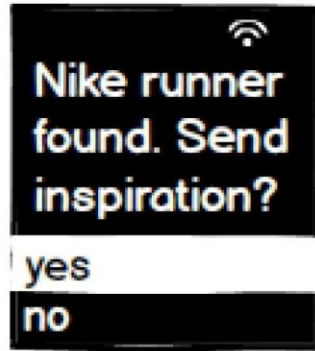 Nike runner
found. Send
inspiration?
yes
no